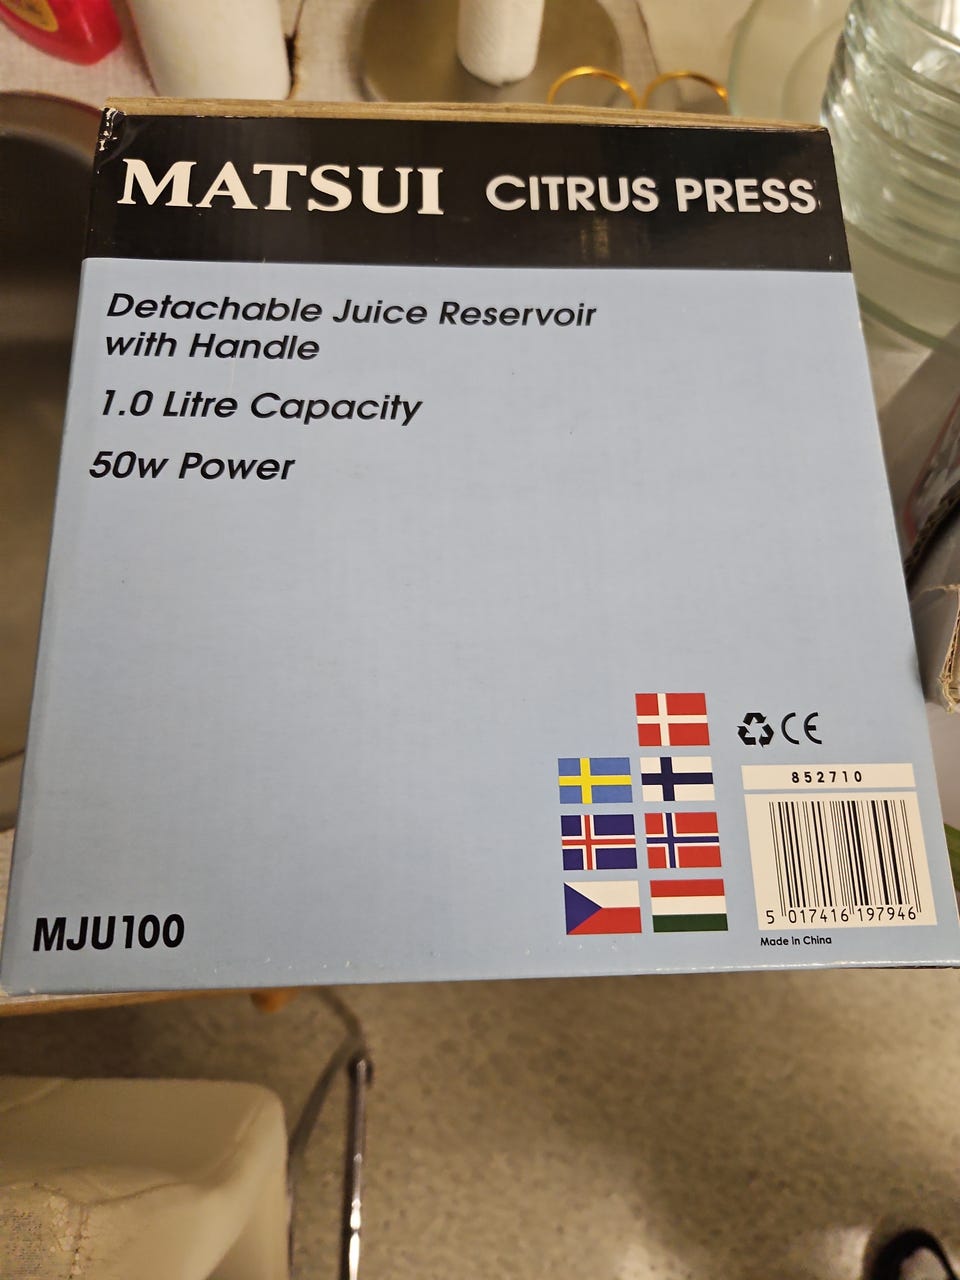 MATSUI CITRUS PRESS
Detachable Juice Reservoir
with Handle
1.0 Litre Capacity
50w Power
CE
852710
5 017416 197946
Made in China
MJU100